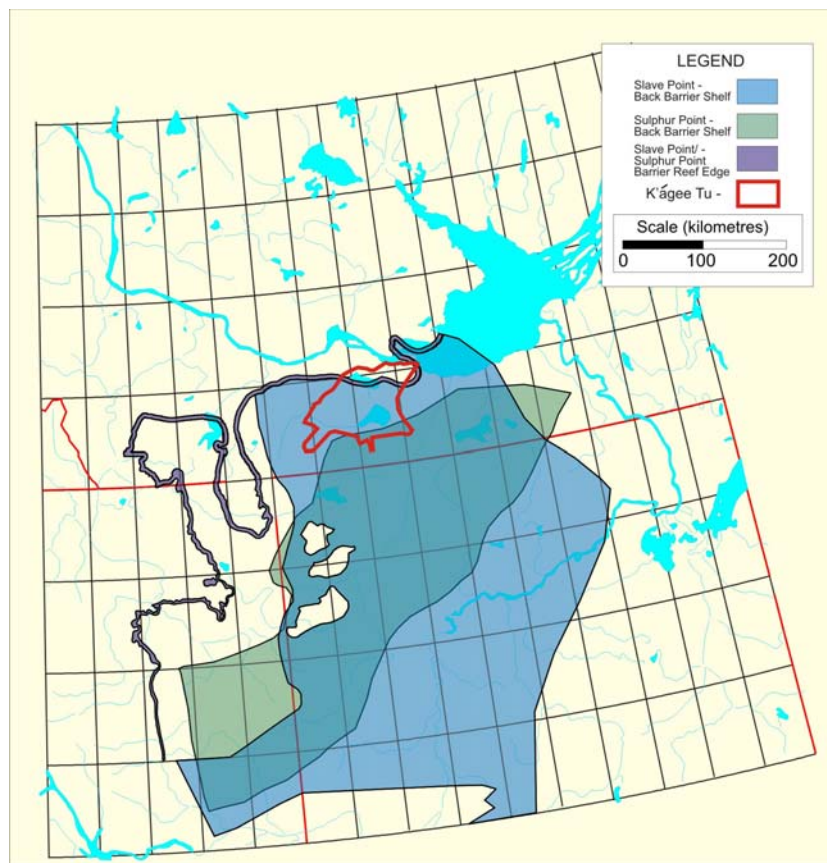 LEGEND
Slave Point -
Back Barrier Shelf
Sulphur Point -
Back Barrier Shelf
Slave Point/ -
Sulphur Point
Barrier Reef Edge
K'ágee Tu -
Scale (kilometres)
0 100 200